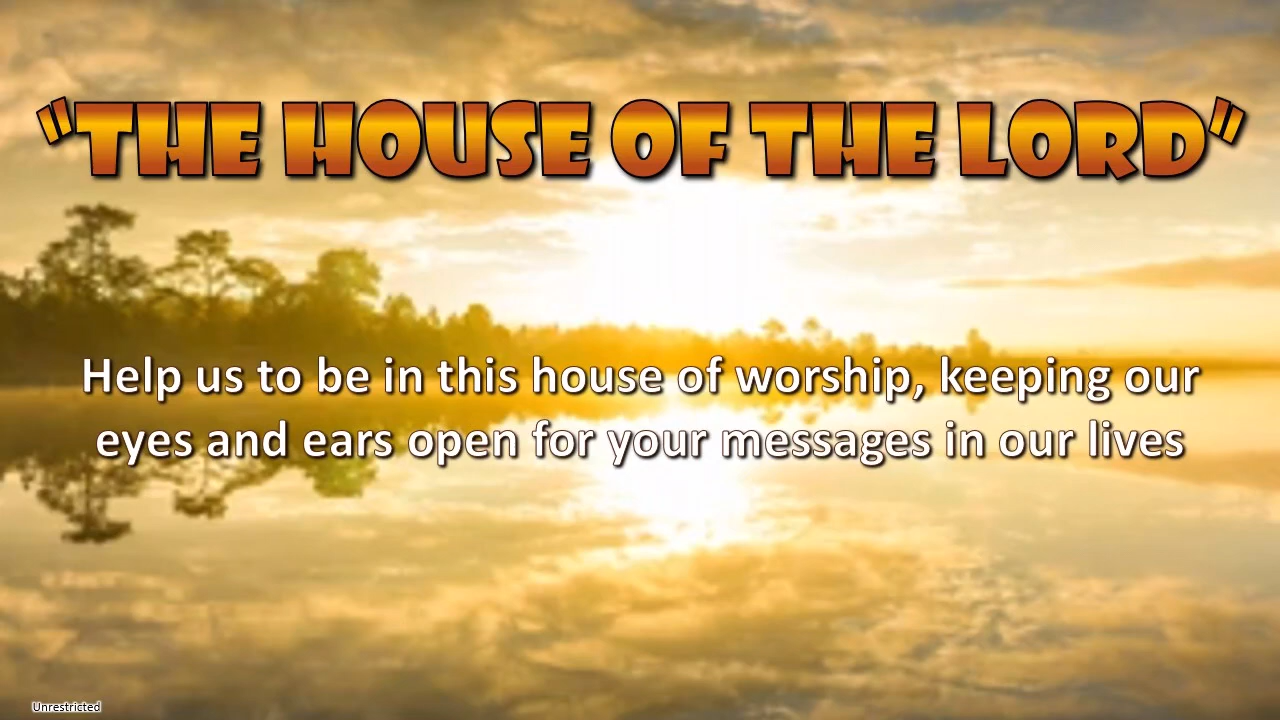 "THE HOUSE OF THE LORD"
Help us to be in this house of worship, keeping our
eyes and ears open for your messages in our lives
Unrestricted